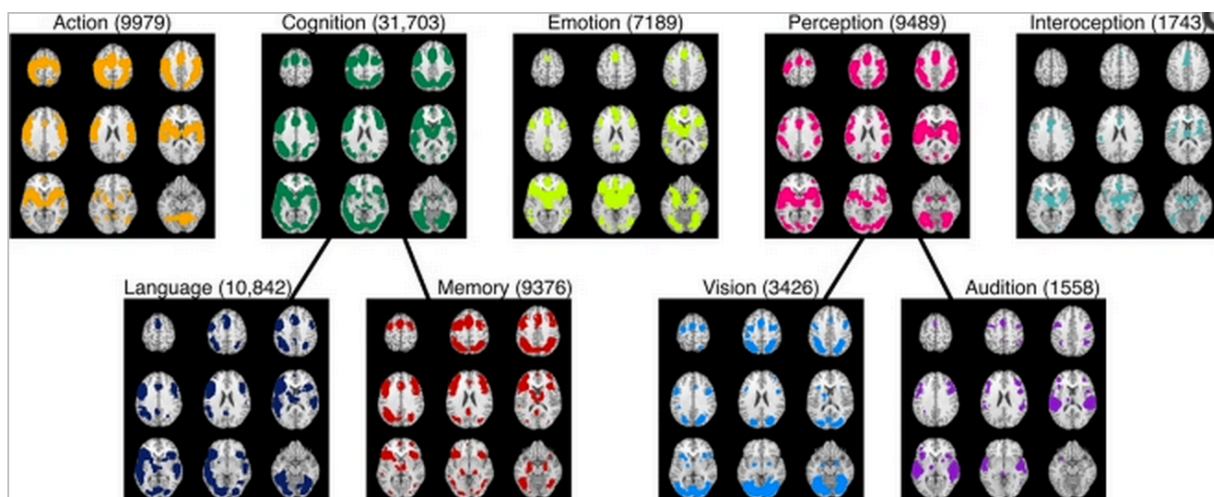 Action (9979)
Cognition (31,703)
Emotion (7189)
Perception (9489)
Interoception (1743)
Language (10,842)
Memory (9376)
Vision (3426)
Audition (1558)